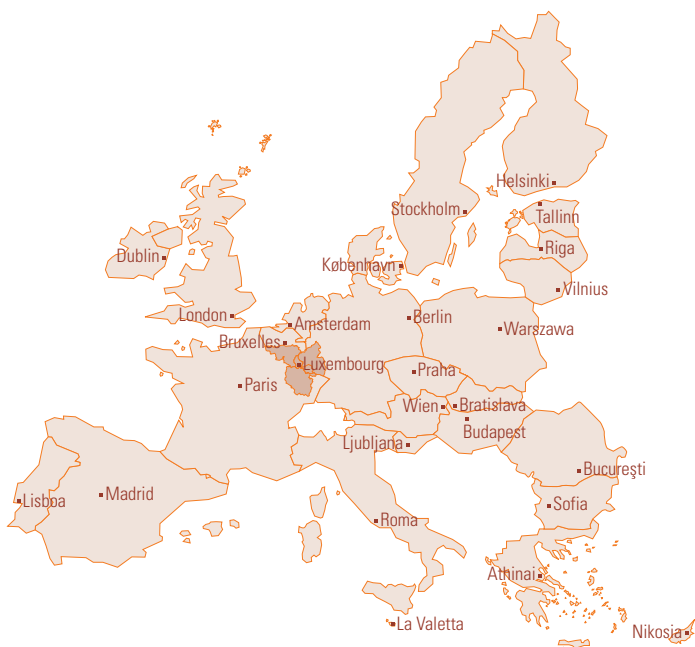 Helsinki
Stockholm
Tallinn
Riga
Dublin
København
Vilnius
London
Amsterdam
Berlin
Warszawa
Bruxelles
Luxembourg
Praha
Paris
Wien
Bratislava
Budapest
Ljubljana
Bucureşti
Madrid
Lisboa
Sofia
Roma
Athinai
La Valetta
Nikosia